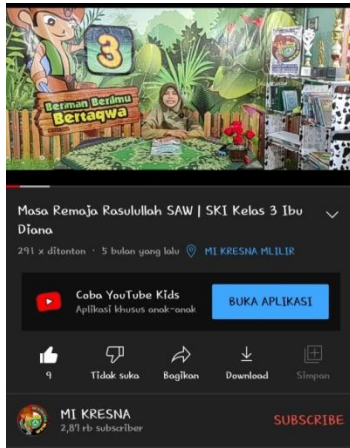 3
Beriman Berilmu
Bertaqwa
Masa Remaja Rasulullah SAW | SKI Kelas 3 Ibu
Diana
291 x ditonton · 5 bulan yang lalu MI KRESNA MLILIR
Coba YouTube Kids
Aplikasi khusus anak-anak
BUKA APLIKASI
9
Tidak suka
Bagikan
Download
Simpan
MI KRESNA
2,87 rb subscriber
SUBSCRIBE